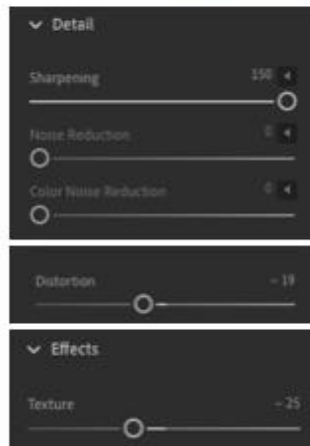 Detail
Sharpening 150
Noise Reduction 0
Color Noise Reduction 0
Distortion - 19
Effects
Texture - 25